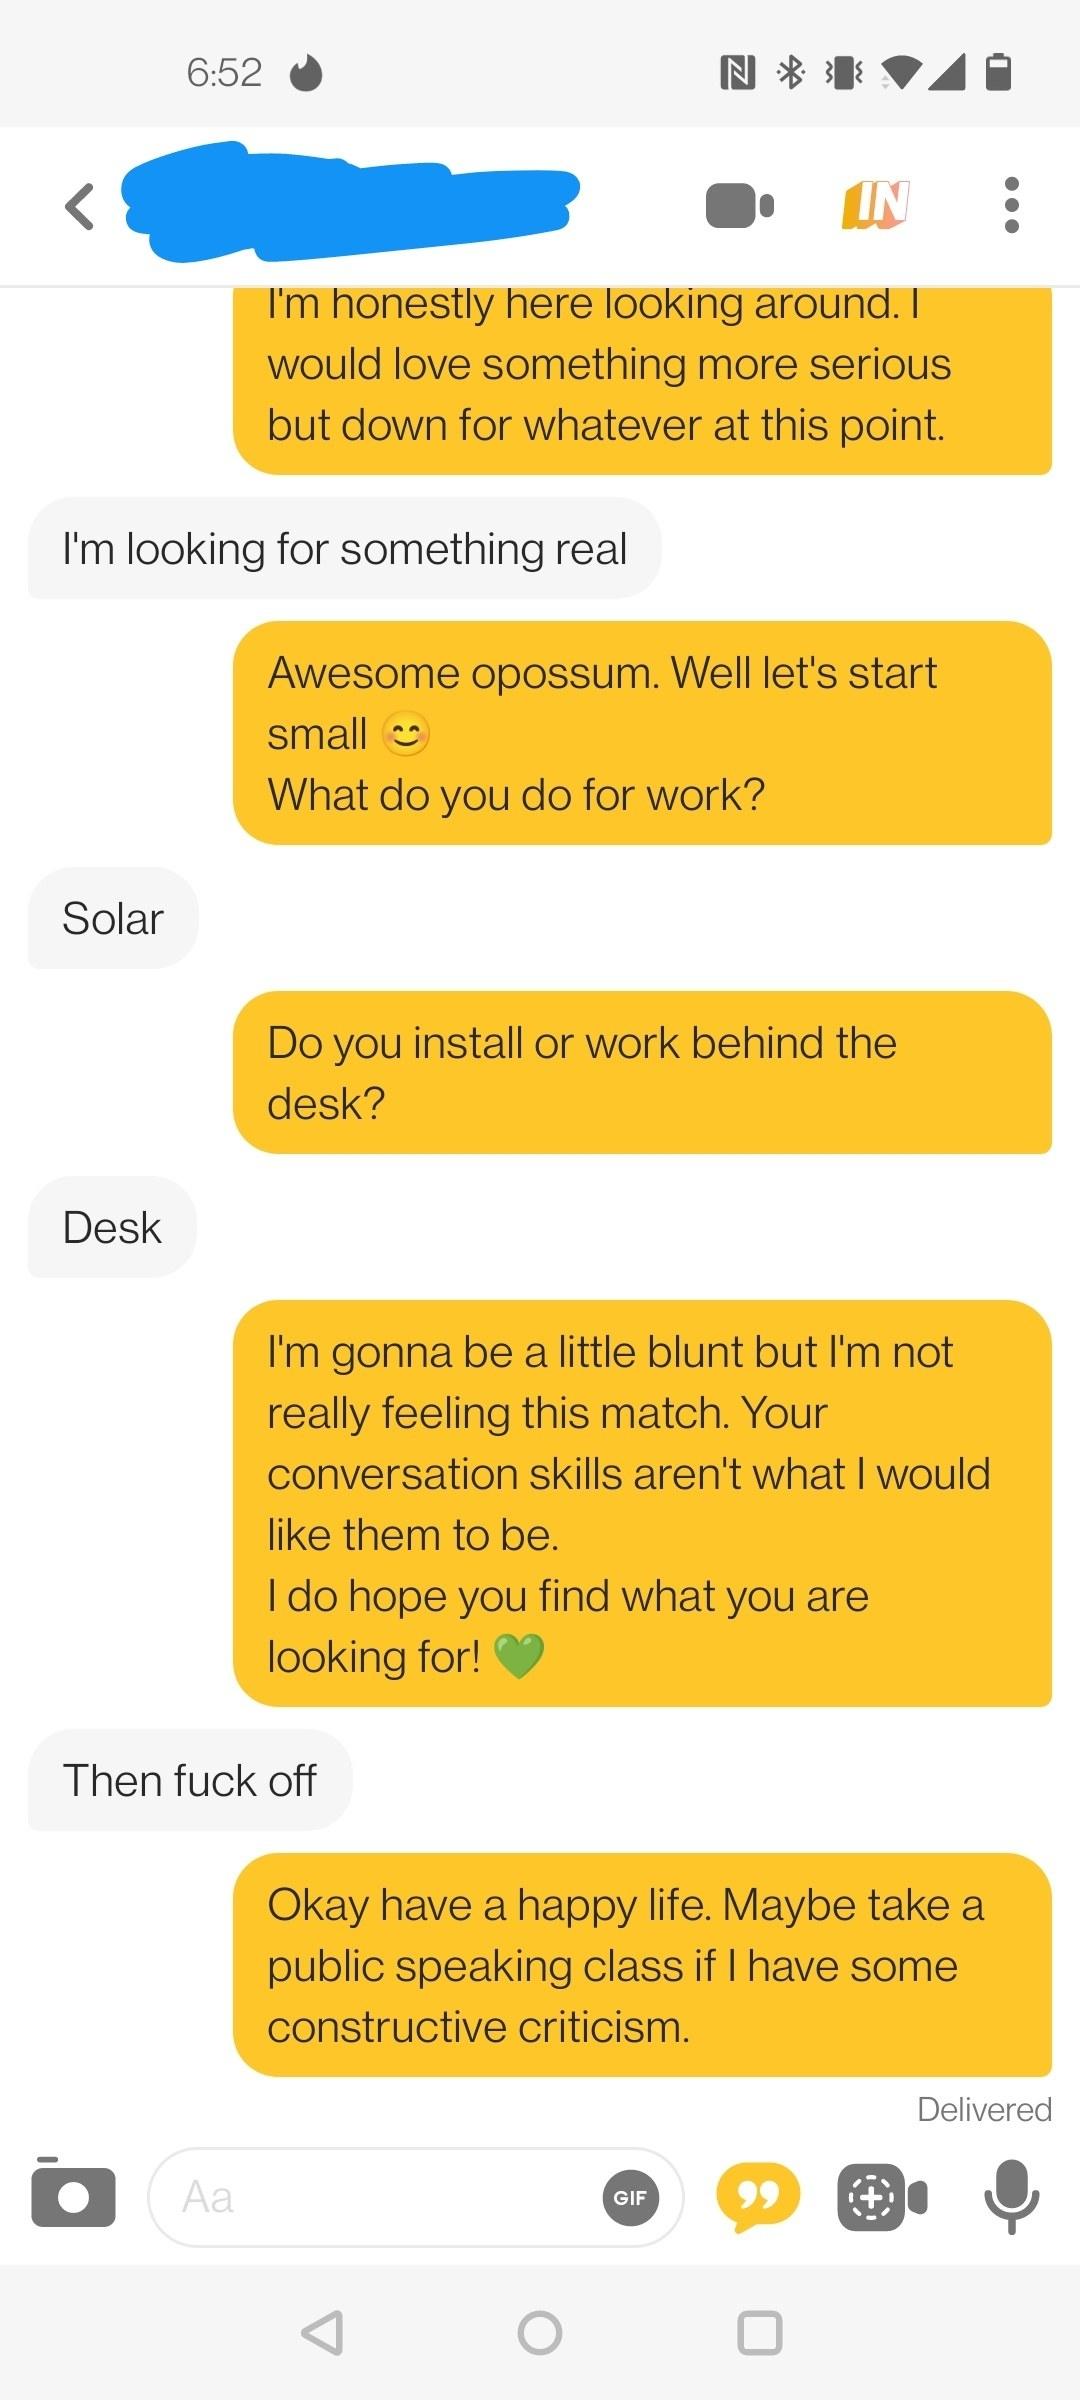 6:52
IN
I'm honestly here looking around. I
would love something more serious
but down for whatever at this point.
I'm looking for something real
Awesome opossum. Well let's start
small 😊
What do you do for work?
Solar
Do you install or work behind the
desk?
Desk
I'm gonna be a little blunt but I'm not
really feeling this match. Your
conversation skills aren't what I would
like them to be.
I do hope you find what you are
looking for! 💚
Then fuck off
Okay have a happy life. Maybe take a
public speaking class if I have some
constructive criticism.
Delivered
Aa
GIF